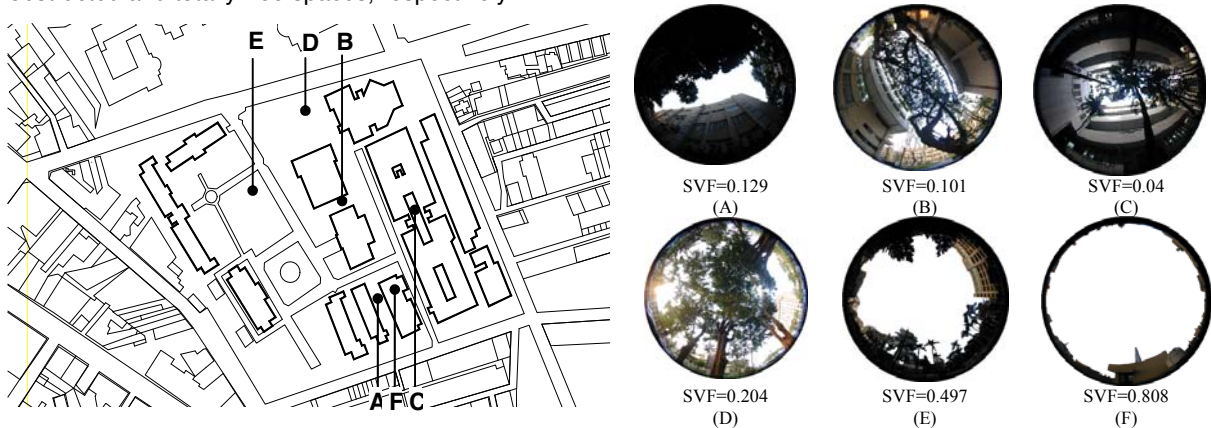 E
D
B
A F C
SVF=0.129
(A)
SVF=0.101
(B)
SVF=0.04
(C)
SVF=0.204
(D)
SVF=0.497
(E)
SVF=0.808
(F)